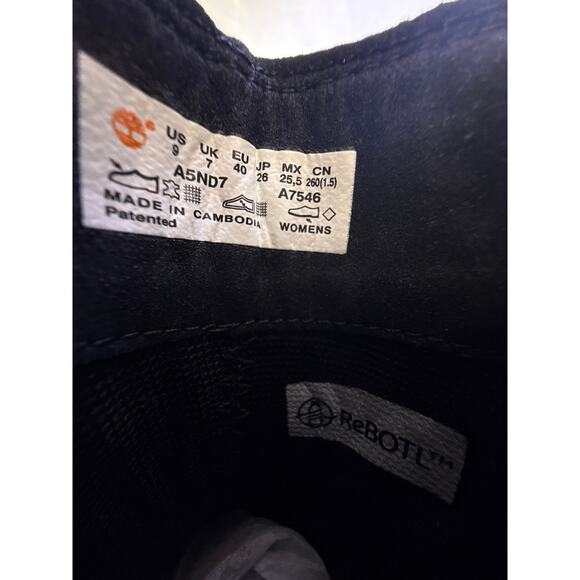 US UK EU JP MX CN
9 7 40 26 25,5 260(1.5)
A5ND7 A7546
MADE IN CAMBODIA WOMENS
Patented
ReBOTL™